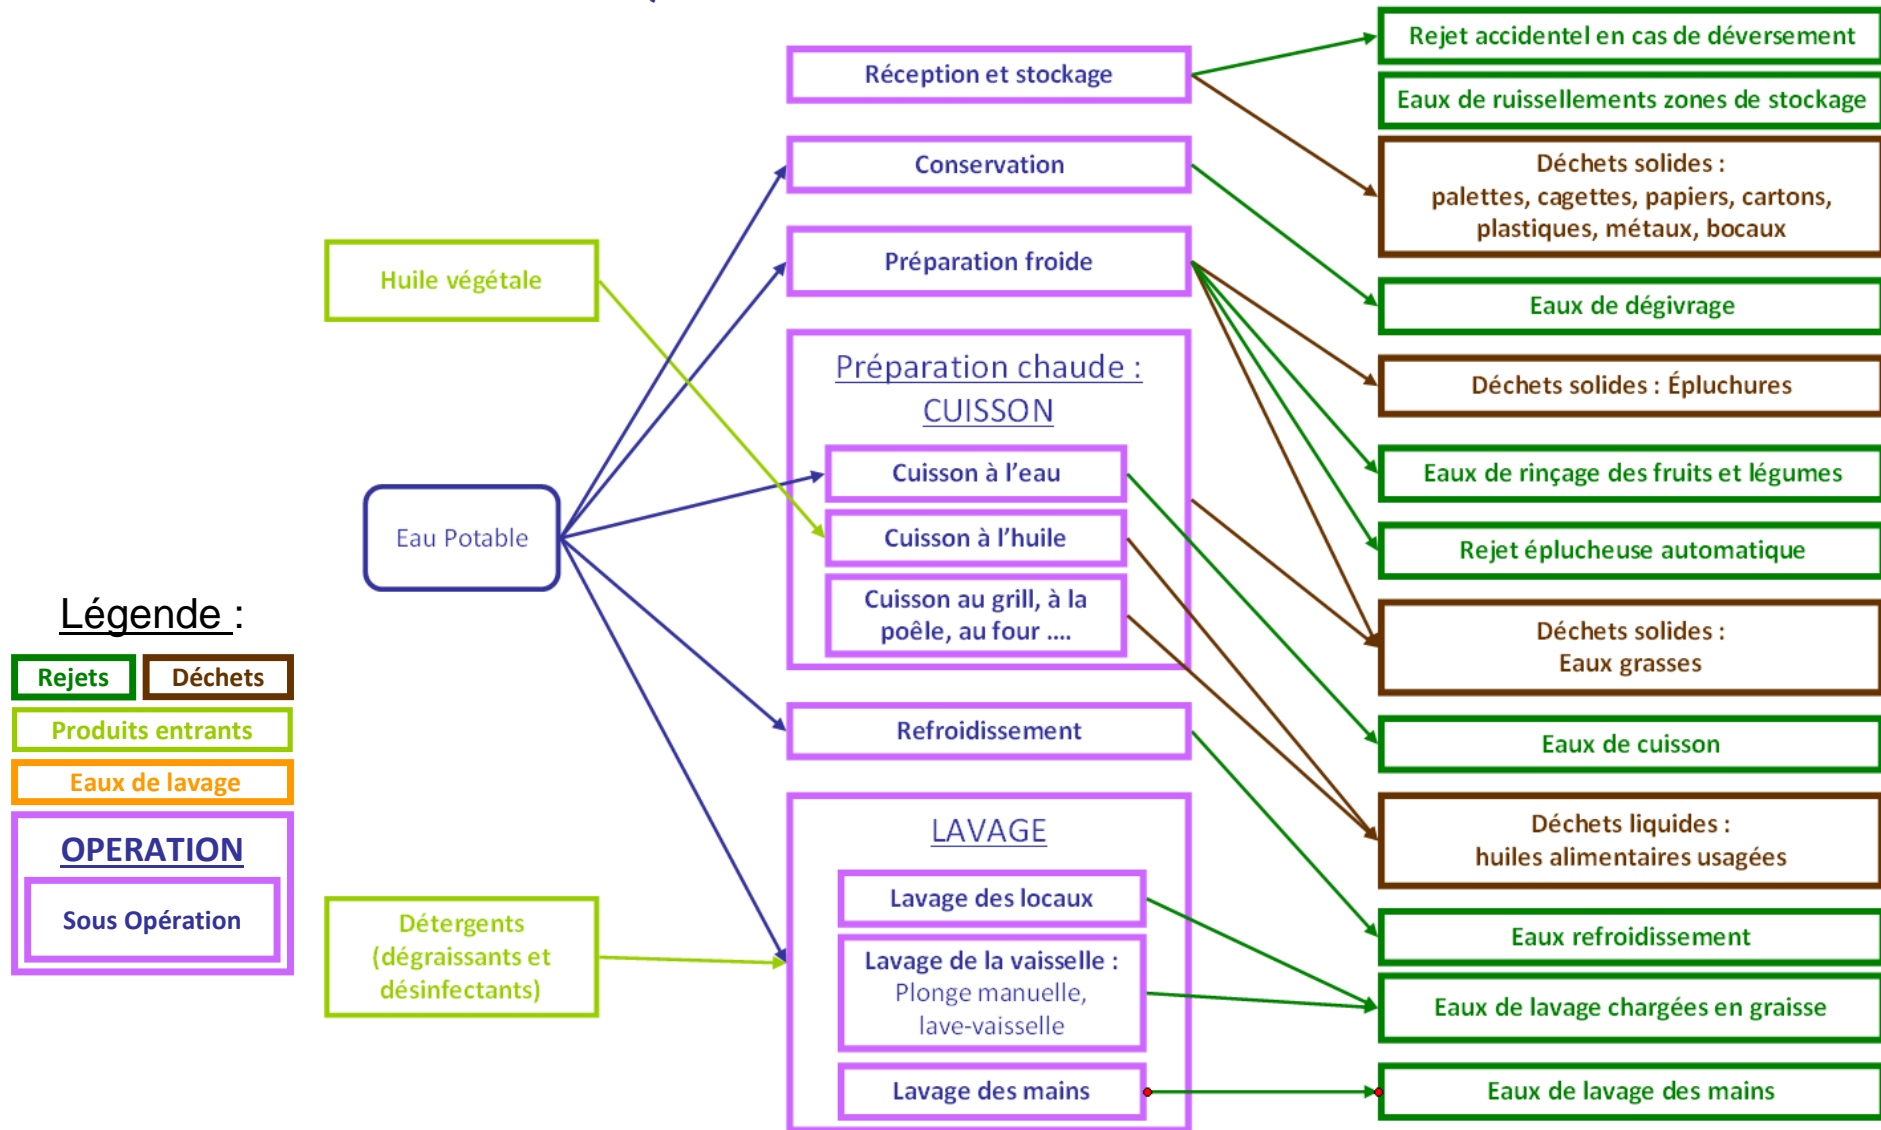 Réception et stockage
Conservation
Préparation froide
Huile végétale
Préparation chaude :
CUISSON
Cuisson à l'eau
Cuisson à l'huile
Cuisson au grill, à la
poêle, au four ....
Eau Potable
Refroidissement
LAVAGE
Lavage des locaux
Lavage de la vaisselle :
Plonge manuelle,
lave-vaisselle
Lavage des mains
Détergents
(dégraissants et
désinfectants)
Rejet accidentel en cas de déversement
Eaux de ruissellements zones de stockage
Déchets solides :
palettes, cagettes, papiers, cartons,
plastiques, métaux, bocaux
Eaux de dégivrage
Déchets solides : Épluchures
Eaux de rinçage des fruits et légumes
Rejet éplucheuse automatique
Déchets solides :
Eaux grasses
Eaux de cuisson
Déchets liquides :
huiles alimentaires usagées
Eaux refroidissement
Eaux de lavage chargées en graisse
Eaux de lavage des mains
Légende :
Rejets
Déchets
Produits entrants
Eaux de lavage
OPERATION
Sous Opération